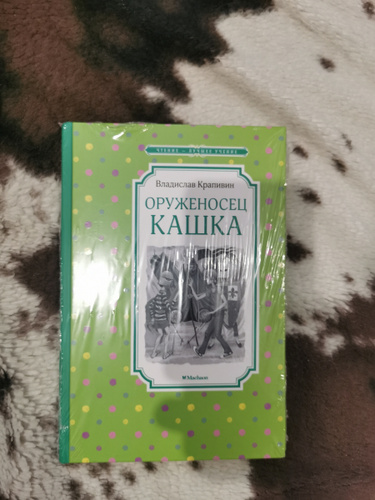 ЧТЕНИЕ – ЛУЧШЕЕ УЧЕНИЕ
Владислав Крапивин
ОРУЖЕНОСЕЦ
КАШКА
Machaon